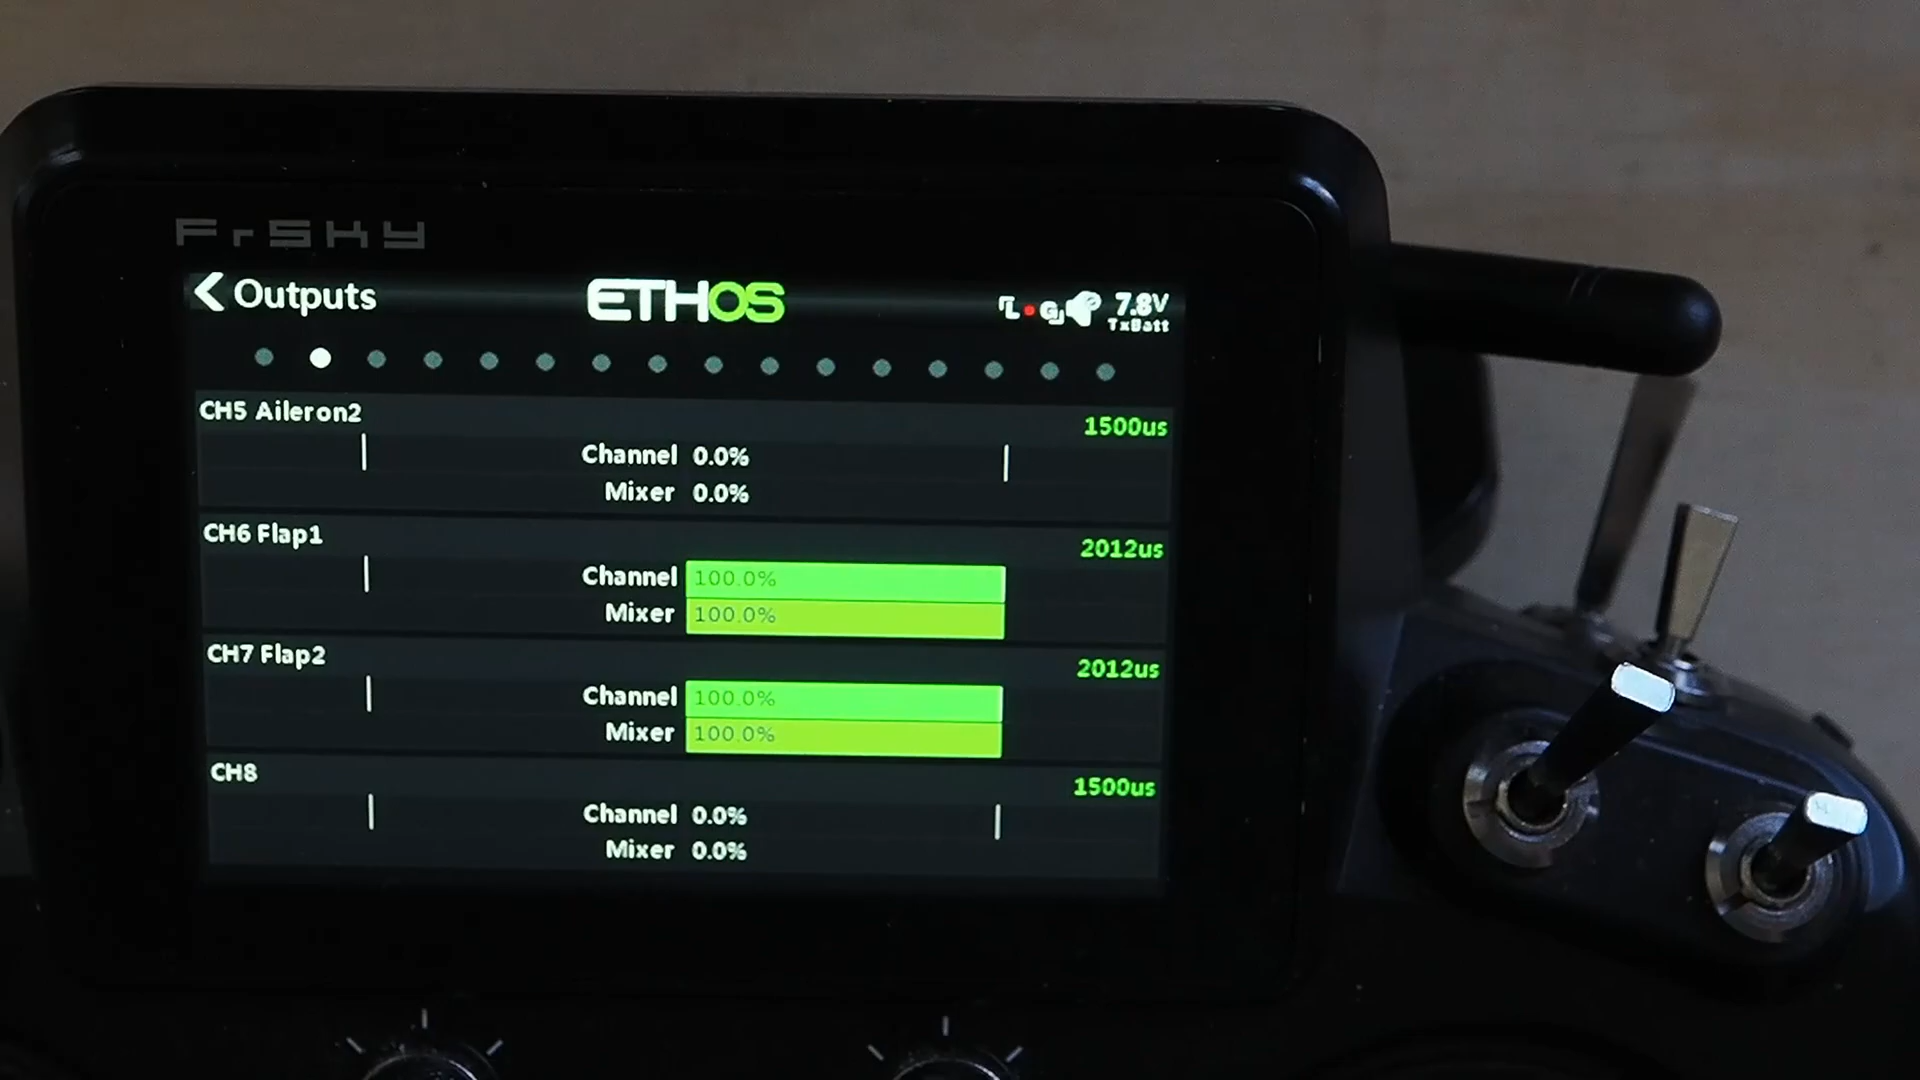 FrSKY
Outputs
ETHOS
7.8V
TxBatt
CH5 Aileron2
1500us
Channel 0.0%
Mixer 0.0%
CH6 Flap1
2012us
Channel 100.0%
Mixer 100.0%
CH7 Flap2
2012us
Channel 100.0%
Mixer 100.0%
CH8
1500us
Channel 0.0%
Mixer 0.0%